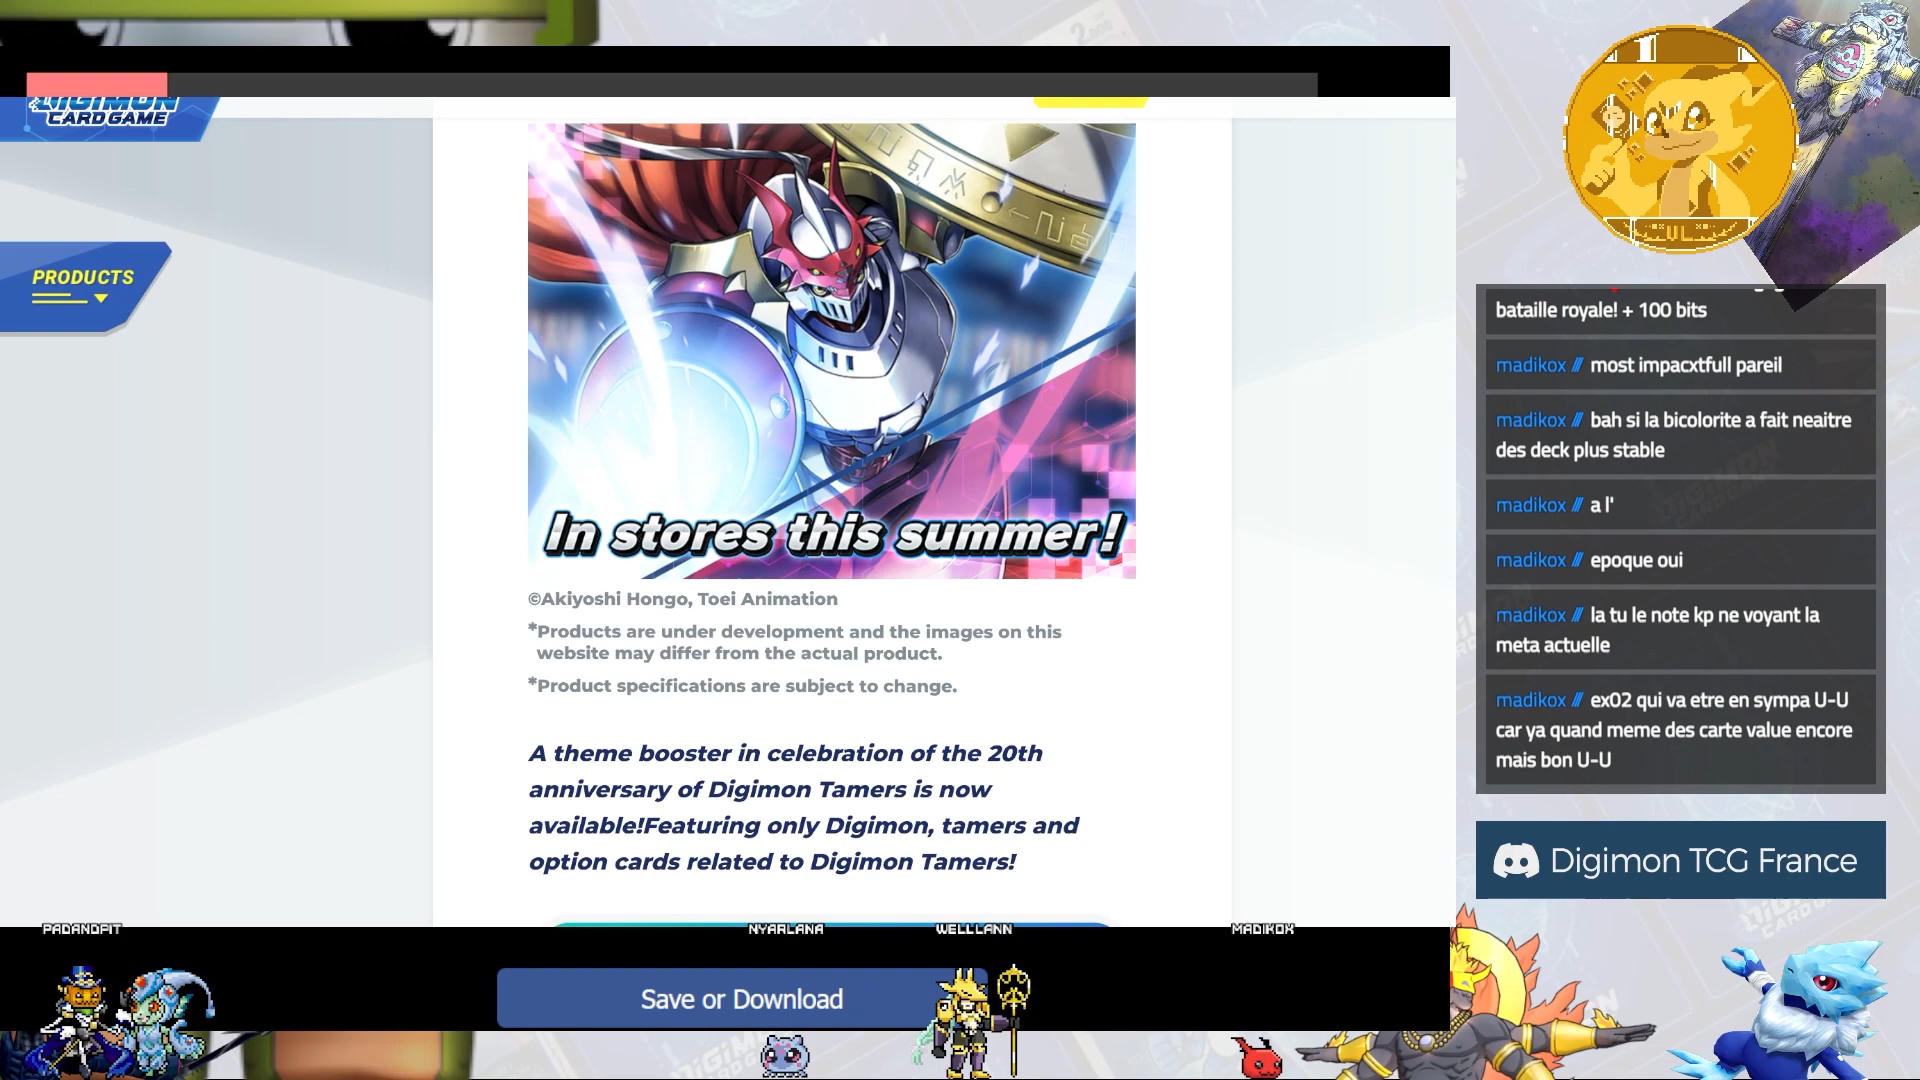 DIGIMON
CARD GAME
PRODUCTS
In stores this summer!
©Akiyoshi Hongo, Toei Animation
*Products are under development and the images on this
website may differ from the actual product.
*Product specifications are subject to change.
A theme booster in celebration of the 20th
anniversary of Digimon Tamers is now
available!Featuring only Digimon, tamers and
option cards related to Digimon Tamers!
Save or Download
PADANDPIT
NYARLANA
WELLLANN
MADIKOX
1
UL
bataille royale! + 100 bits
madikox /// most impacxtfull pareil
madikox /// bah si la bicolorite a fait neaitre
des deck plus stable
madikox /// a l'
madikox /// epoque oui
madikox /// la tu le note kp ne voyant la
meta actuelle
madikox /// ex02 qui va etre en sympa U-U
car ya quand meme des carte value encore
mais bon U-U
Digimon TCG France